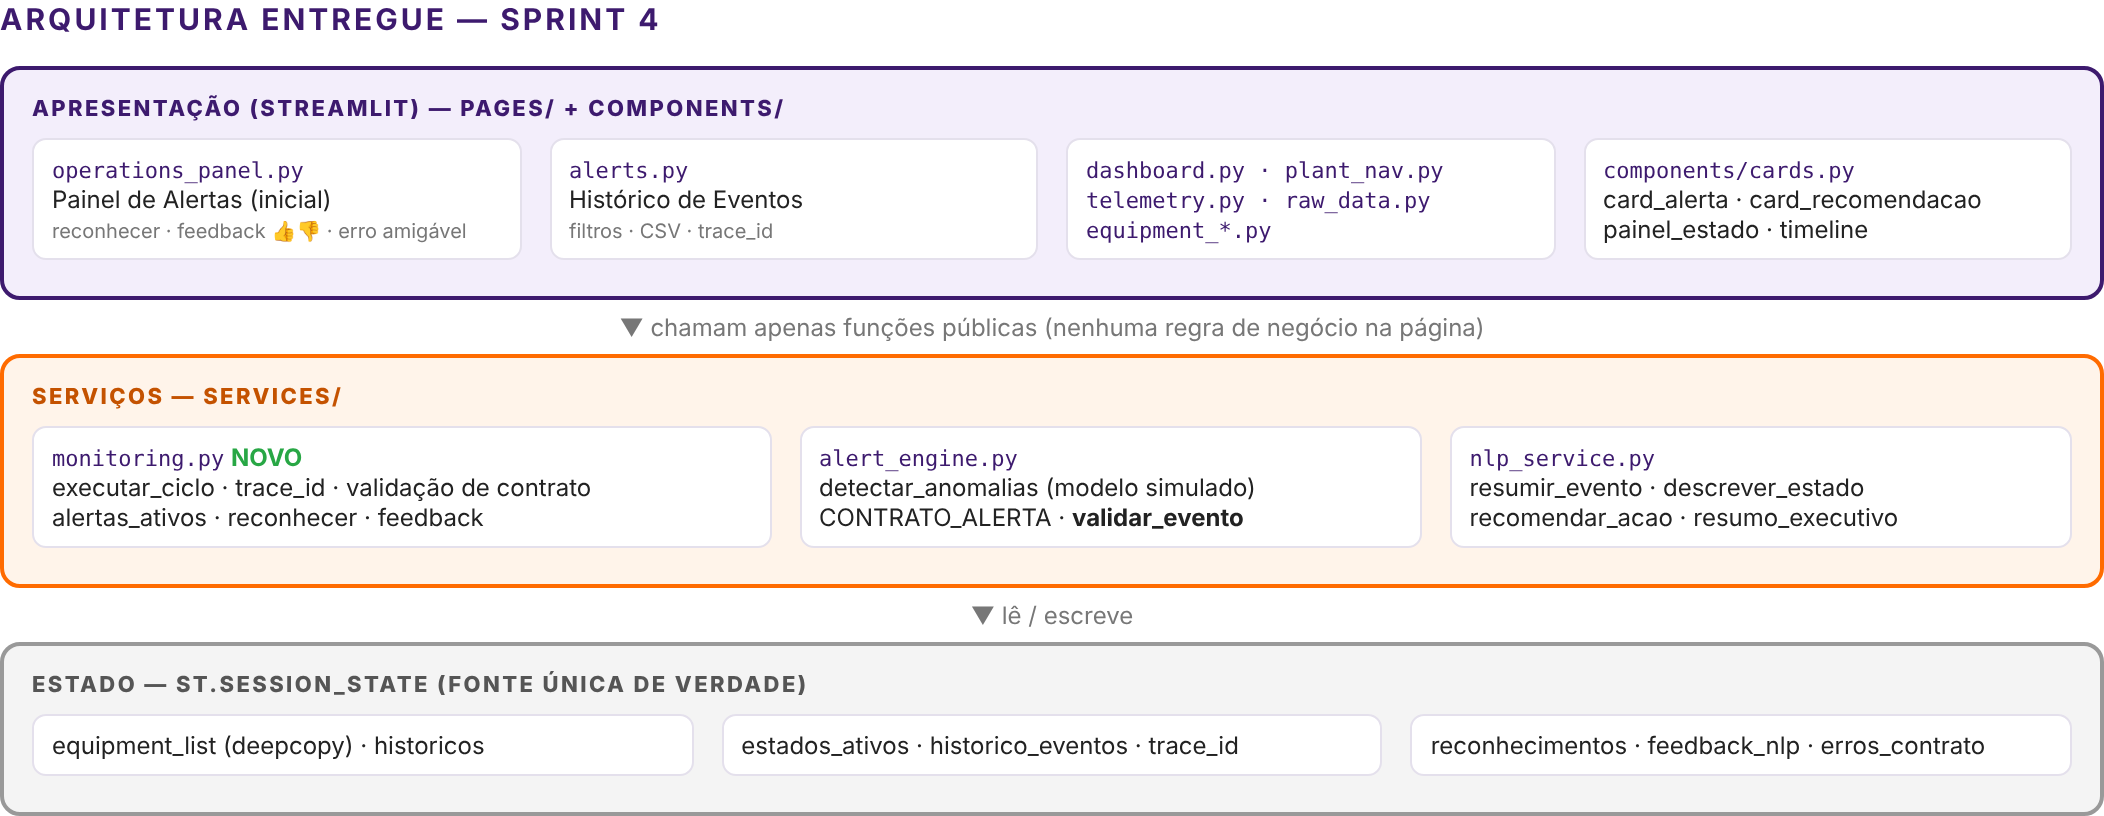 ARQUITETURA ENTREGUE — SPRINT 4
APRESENTAÇÃO (STREAMLIT) — PAGES/ + COMPONENTS/
operations_panel.py
Painel de Alertas (inicial)
reconhecer · feedback 👍👎 · erro amigável
alerts.py
Histórico de Eventos
filtros · CSV · trace_id
dashboard.py · plant_nav.py
telemetry.py · raw_data.py
equipment_*.py
components/cards.py
card_alerta · card_recomendacao
painel_estado · timeline
▼ chamam apenas funções públicas (nenhuma regra de negócio na página)
SERVIÇOS — SERVICES/
monitoring.py NOVO
executar_ciclo · trace_id · validação de contrato
alertas_ativos · reconhecer · feedback
alert_engine.py
detectar_anomalias (modelo simulado)
CONTRATO_ALERTA · validar_evento
nlp_service.py
resumir_evento · descrever_estado
recomendar_acao · resumo_executivo
▼ lê / escreve
ESTADO — ST.SESSION_STATE (FONTE ÚNICA DE VERDADE)
equipment_list (deepcopy) · historicos
estados_ativos · historico_eventos · trace_id
reconhecimentos · feedback_nlp · erros_contrato